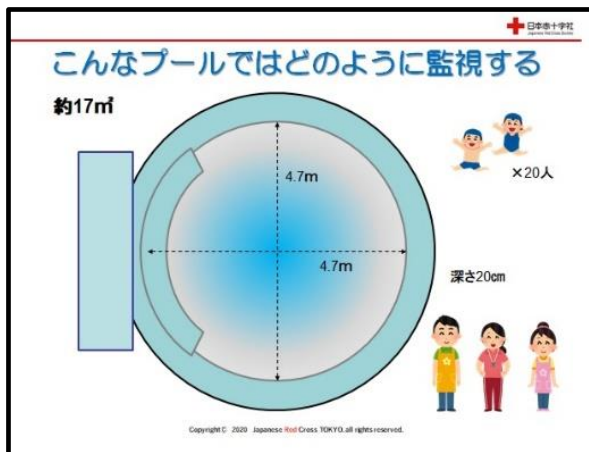 日本赤十字社
Japanese Red Cross Society
こんなプールではどのように監視する
約17㎡
4.7m
×20人
4.7m
深さ20cm
Copyright© 2020 Japanese Red Cross TOKYO.all rights reserved.